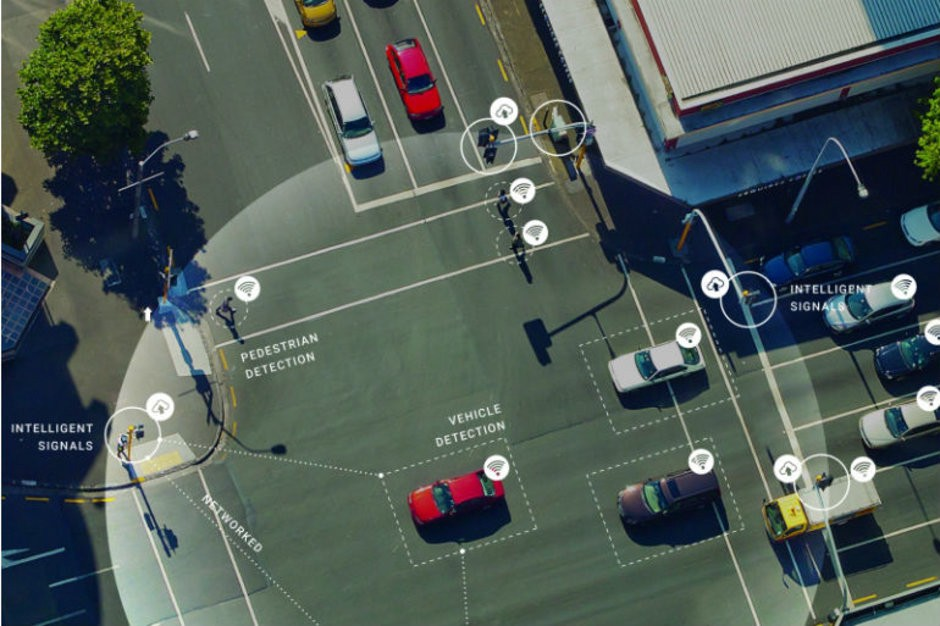 INTELLIGENT
SIGNALS
PEDESTRIAN
DETECTION
VEHICLE
DETECTION
INTELLIGENT
SIGNALS
NETWORKED